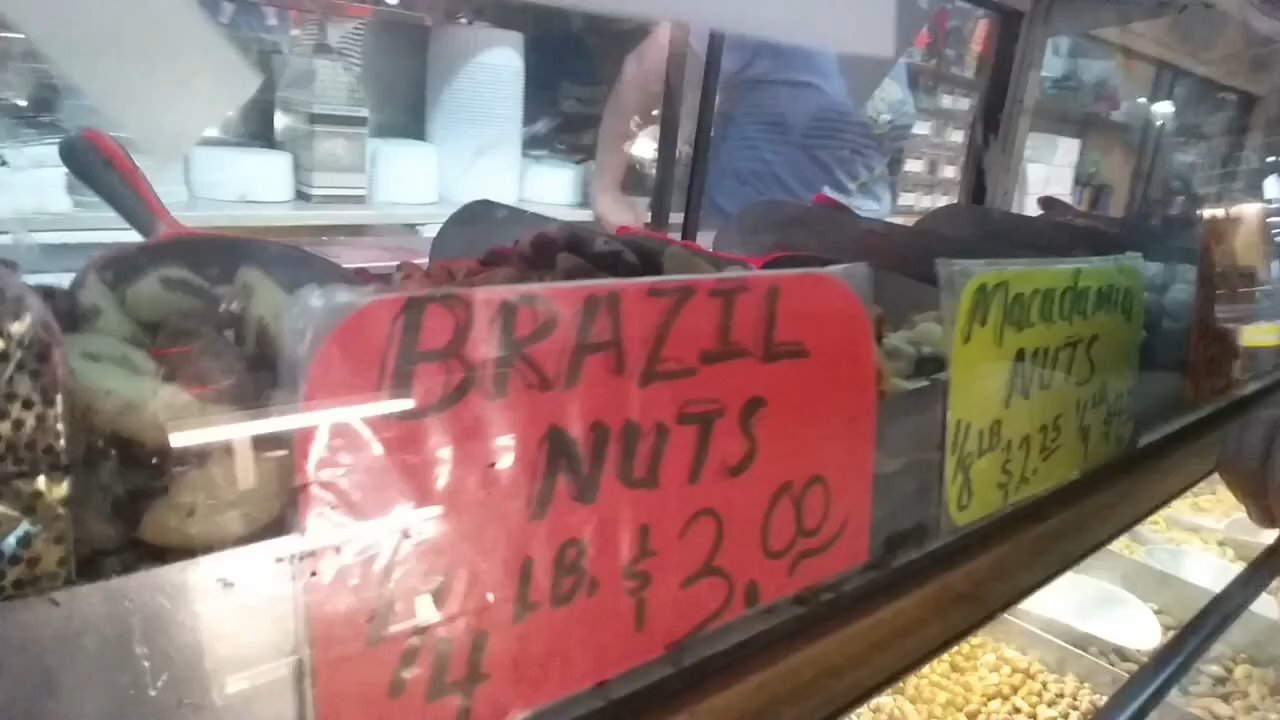 BRAZIL
NUTS
1/4 LB. $3.00
Macadamia
NUTS
1/8 LB. $2.25